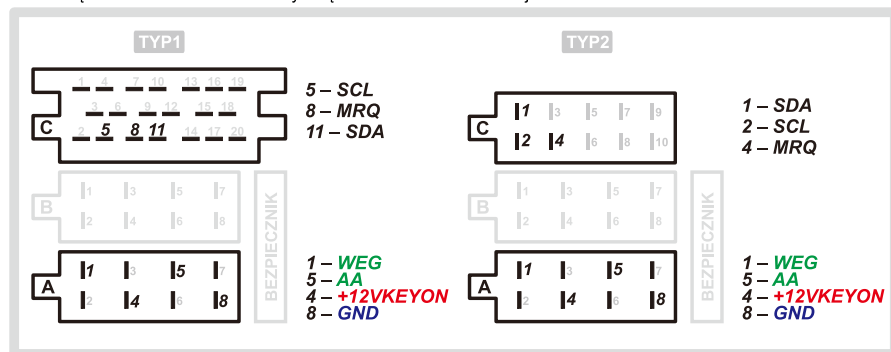 TYP1
1 4 7 10 13 16 19
3 6 9 12 15 18
C
2 5 8 11 14 17 20
5 – SCL
8 – MRQ
11 – SDA
B
1 3 5 7
2 4 6 8
BEZPIECZNIK
A
1 3 5 7
2 4 6 8
1 – WEG
5 – AA
4 – +12VKEYON
8 – GND
TYP2
C
1 3 5 7 9
2 4 6 8 10
1 – SDA
2 – SCL
4 – MRQ
B
1 3 5 7
2 4 6 8
BEZPIECZNIK
A
1 3 5 7
2 4 6 8
1 – WEG
5 – AA
4 – +12VKEYON
8 – GND